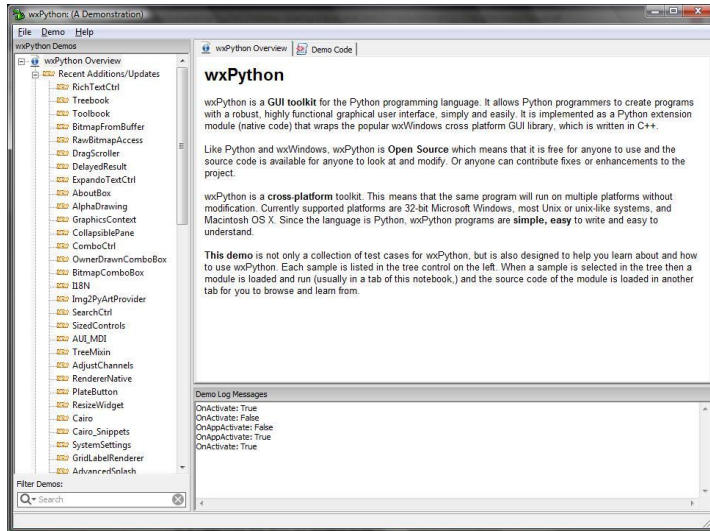 wxPython: (A Demonstration)
File Demo Help
wxPython Demos
wxPython Overview
Recent Additions/Updates
RichTextCtrl
Treebook
Toolbook
BitmapFromBuffer
RawBitmapAccess
DragScroller
DelayedResult
ExpandoTextCtrl
AboutBox
AlphaDrawing
GraphicsContext
CollapsiblePane
ComboCtrl
OwnerDrawnComboBox
BitmapComboBox
I18N
Img2PyArtProvider
SearchCtrl
SizedControls
AUI_MDI
TreeMixin
AdjustChannels
RendererNative
PlateButton
ResizeWidget
Cairo
Cairo_Snippets
SystemSettings
GridLabelRenderer
AdvancedSplash
Filter Demos:
Search
wxPython Overview Demo Code
wxPython
wxPython is a GUI toolkit for the Python programming language. It allows Python programmers to create programs
with a robust, highly functional graphical user interface, simply and easily. It is implemented as a Python extension
module (native code) that wraps the popular wxWindows cross platform GUI library, which is written in C++.
Like Python and wxWindows, wxPython is Open Source which means that it is free for anyone to use and the
source code is available for anyone to look at and modify. Or anyone can contribute fixes or enhancements to the
project.
wxPython is a cross-platform toolkit. This means that the same program will run on multiple platforms without
modification. Currently supported platforms are 32-bit Microsoft Windows, most Unix or unix-like systems, and
Macintosh OS X. Since the language is Python, wxPython programs are simple, easy to write and easy to
understand.
This demo is not only a collection of test cases for wxPython, but is also designed to help you learn about and how
to use wxPython. Each sample is listed in the tree control on the left. When a sample is selected in the tree then a
module is loaded and run (usually in a tab of this notebook,) and the source code of the module is loaded in another
tab for you to browse and learn from.
Demo Log Messages
OnActivate: True
OnActivate: False
OnAppActivate: False
OnAppActivate: True
OnActivate: True